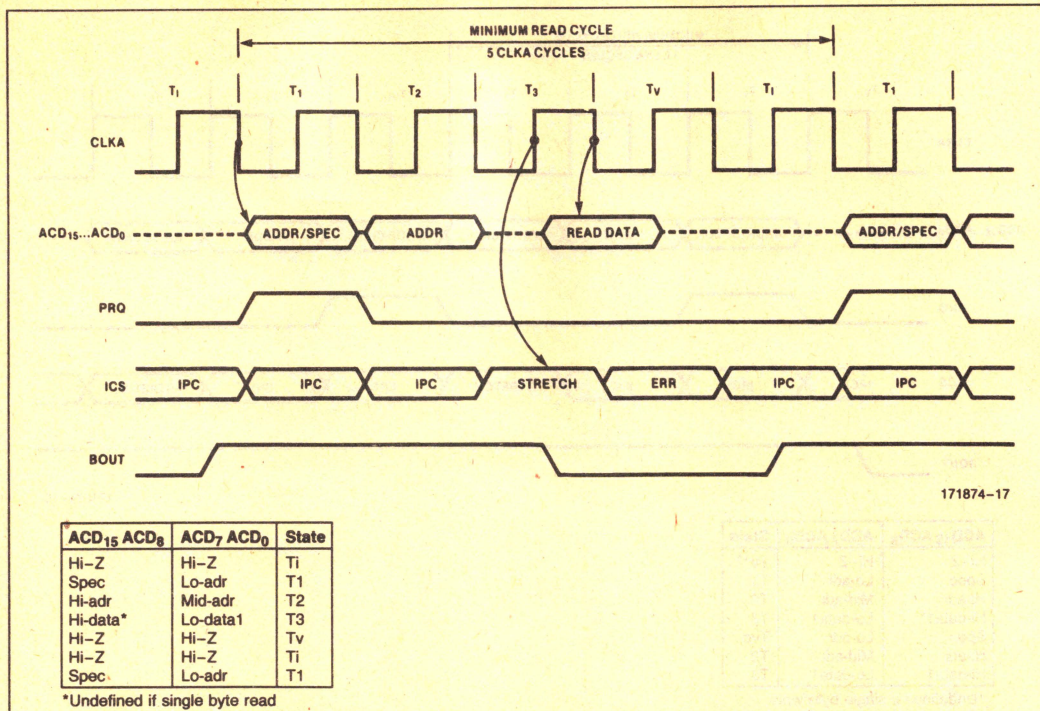 MINIMUM READ CYCLE
5 CLKA CYCLES
T₁ T₁ T₂ T₃ Tᵥ T₁ T₁
CLKA
ACD₁₅...ACD₀ ADDR/SPEC ADDR READ DATA ADDR/SPEC
PRQ
ICS IPC IPC IPC STRETCH ERR IPC IPC
BOUT
171874–17
ACD₁₅ ACD₈ ACD₇ ACD₀ State
Hi–Z Hi–Z Ti
Spec Lo-adr T1
Hi-adr Mid-adr T2
Hi-data* Lo-data1 T3
Hi–Z Hi–Z Tv
Hi–Z Hi–Z Ti
Spec Lo-adr T1
*Undefined if single byte read